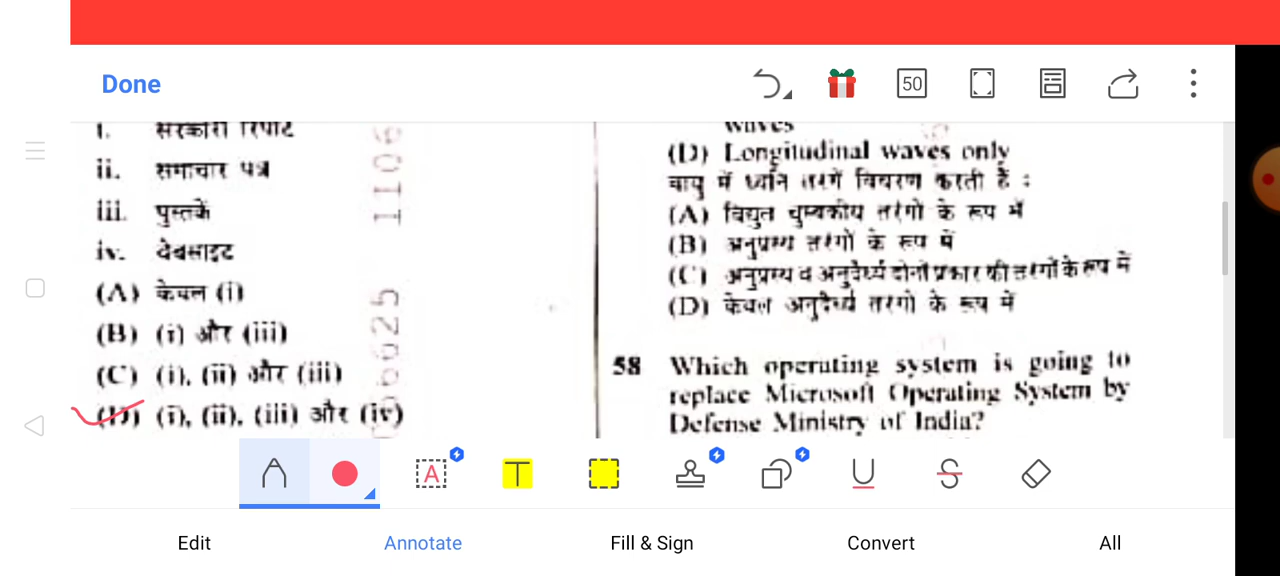 Done
50
i. सरकारी रिपोर्ट
ii. समाचार पत्र
iii. पुस्तकें
iv. वेबसाइट
(A) केवल (i)
(B) (i) और (iii)
(C) (i), (ii) और (iii)
(D) (i), (ii), (iii) और (iv)
1106
625
waves
(D) Longitudinal waves only
वायु में ध्वनि तरंगें विचरण करती हैं :
(A) विद्युत चुम्बकीय तरंगों के रूप में
(B) अनुप्रस्थ तरंगों के रूप में
(C) अनुप्रस्थ व अनुदैर्ध्य दोनों प्रकार की तरंगों के रूप में
(D) केवल अनुदैर्ध्य तरंगों के रूप में
58 Which operating system is going to
replace Microsoft Operating System by
Defense Ministry of India?
A T U S
Edit Annotate Fill & Sign Convert All